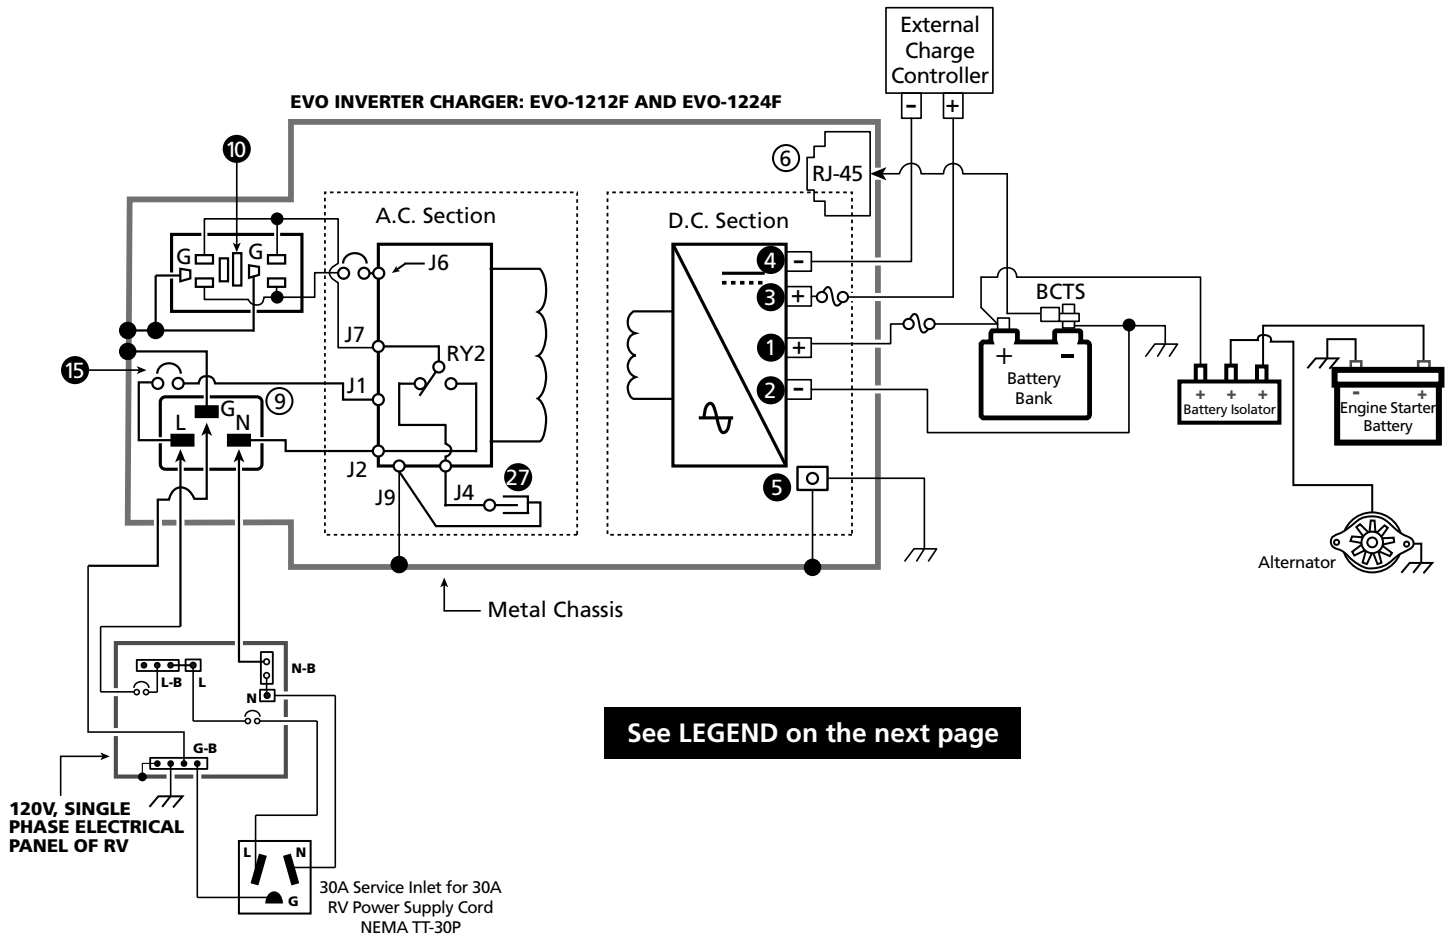 External
Charge
Controller
- +
EVO INVERTER CHARGER: EVO-1212F AND EVO-1224F
10
6
RJ-45
A.C. Section
D.C. Section
G G
J6
4 -
3 +
BCTS
J7
RY2
1 +
+ -
Battery
Bank
15
J1
9
2 -
+ + +
Battery Isolator
- +
Engine Starter
Battery
L G N
J2
J9
J4
27
5
Alternator
Metal Chassis
N-B
L-B L
N
G-B
See LEGEND on the next page
120V, SINGLE
PHASE ELECTRICAL
PANEL OF RV
L N
G
30A Service Inlet for 30A
RV Power Supply Cord
NEMA TT-30P